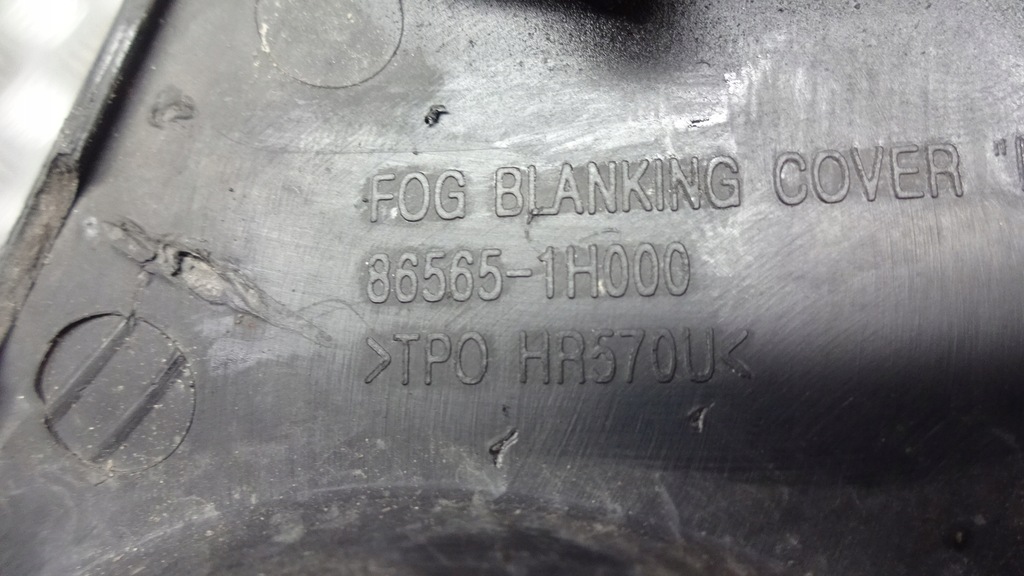 FOG BLANKING COVER "
86565-1H000
>TPO HR570U<